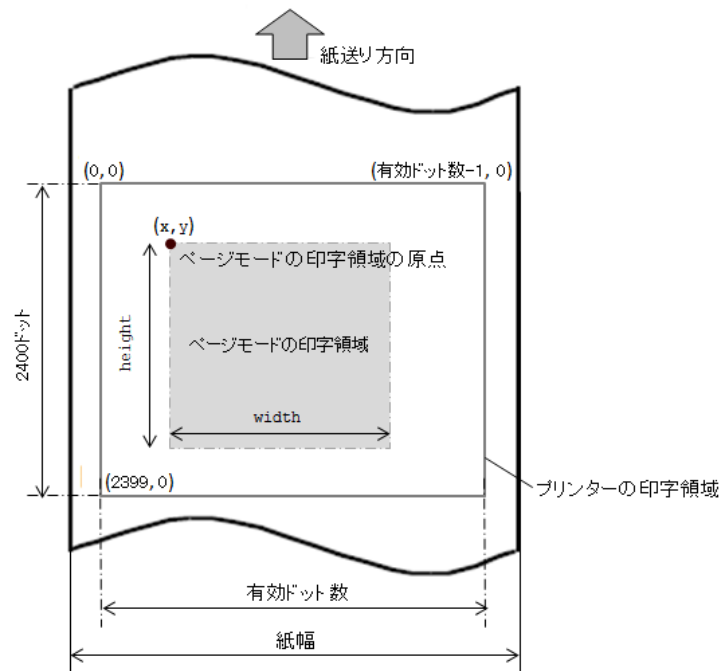 紙送り方向
(0,0)
(有効ドット数-1, 0)
(x,y)
ページモードの印字領域の原点
2400ドット
height
ページモードの印字領域
width
(2399,0)
プリンターの印字領域
有効ドット数
紙幅